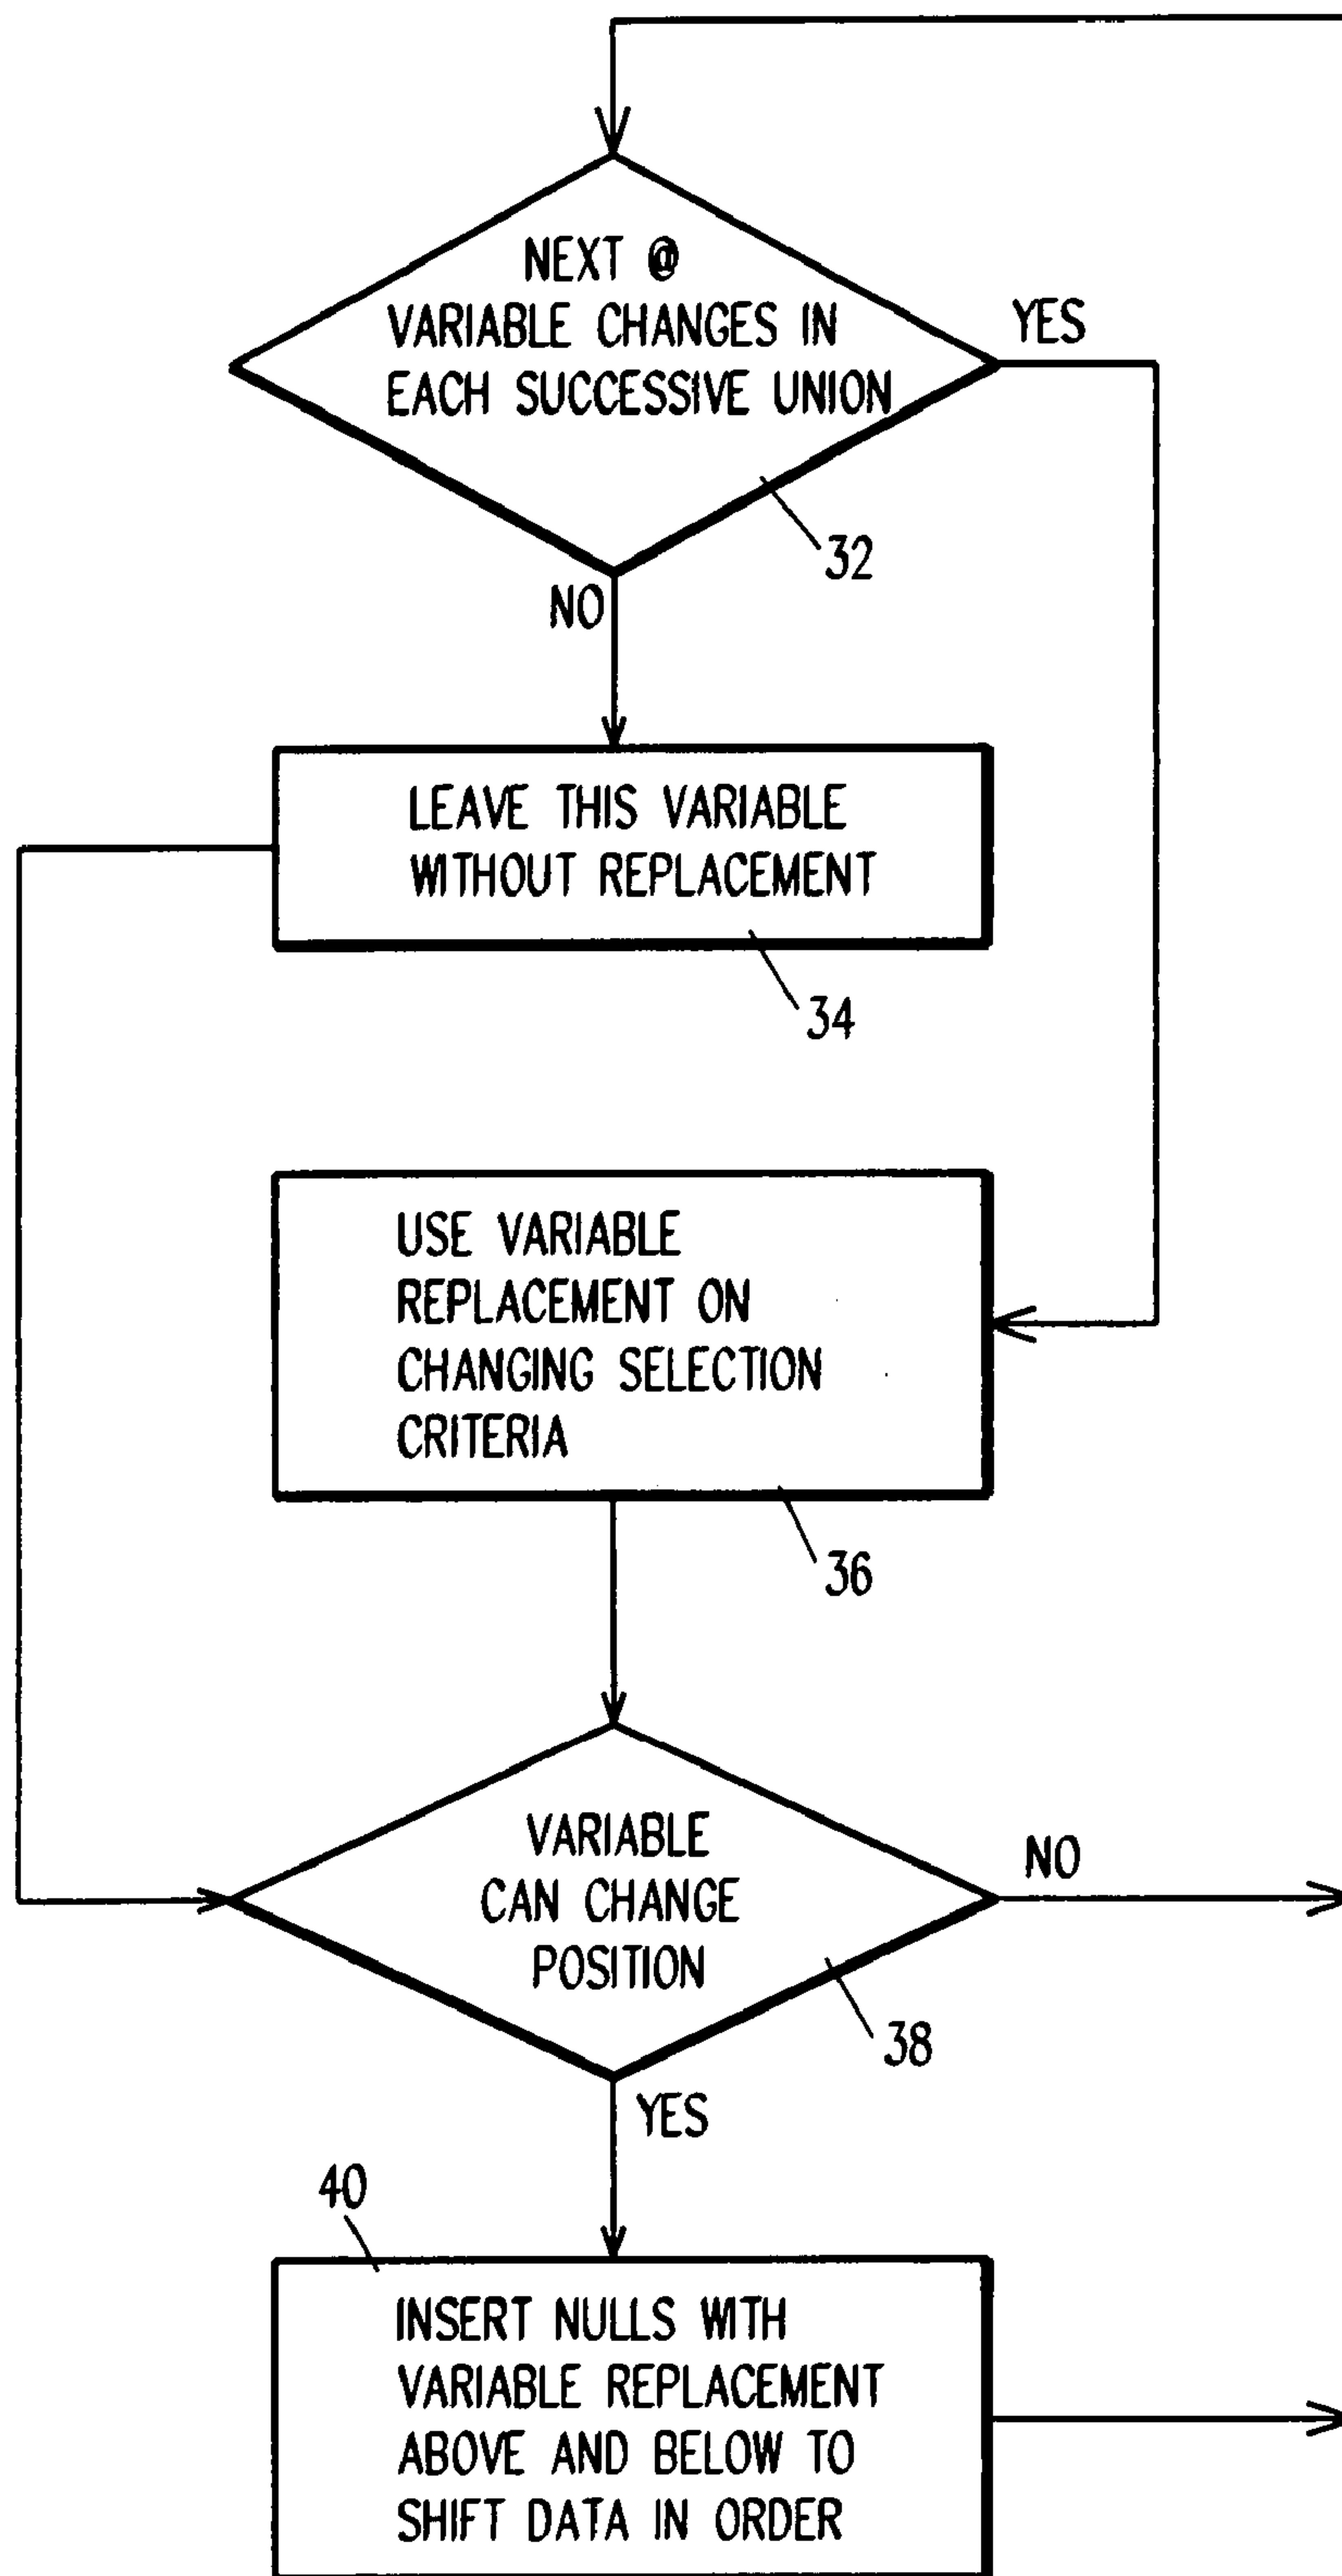 NEXT @
VARIABLE CHANGES IN
EACH SUCCESSIVE UNION
YES
32
NO
LEAVE THIS VARIABLE
WITHOUT REPLACEMENT
34
USE VARIABLE
REPLACEMENT ON
CHANGING SELECTION
CRITERIA
36
VARIABLE
CAN CHANGE
POSITION
NO
38
YES
40
INSERT NULLS WITH
VARIABLE REPLACEMENT
ABOVE AND BELOW TO
SHIFT DATA IN ORDER